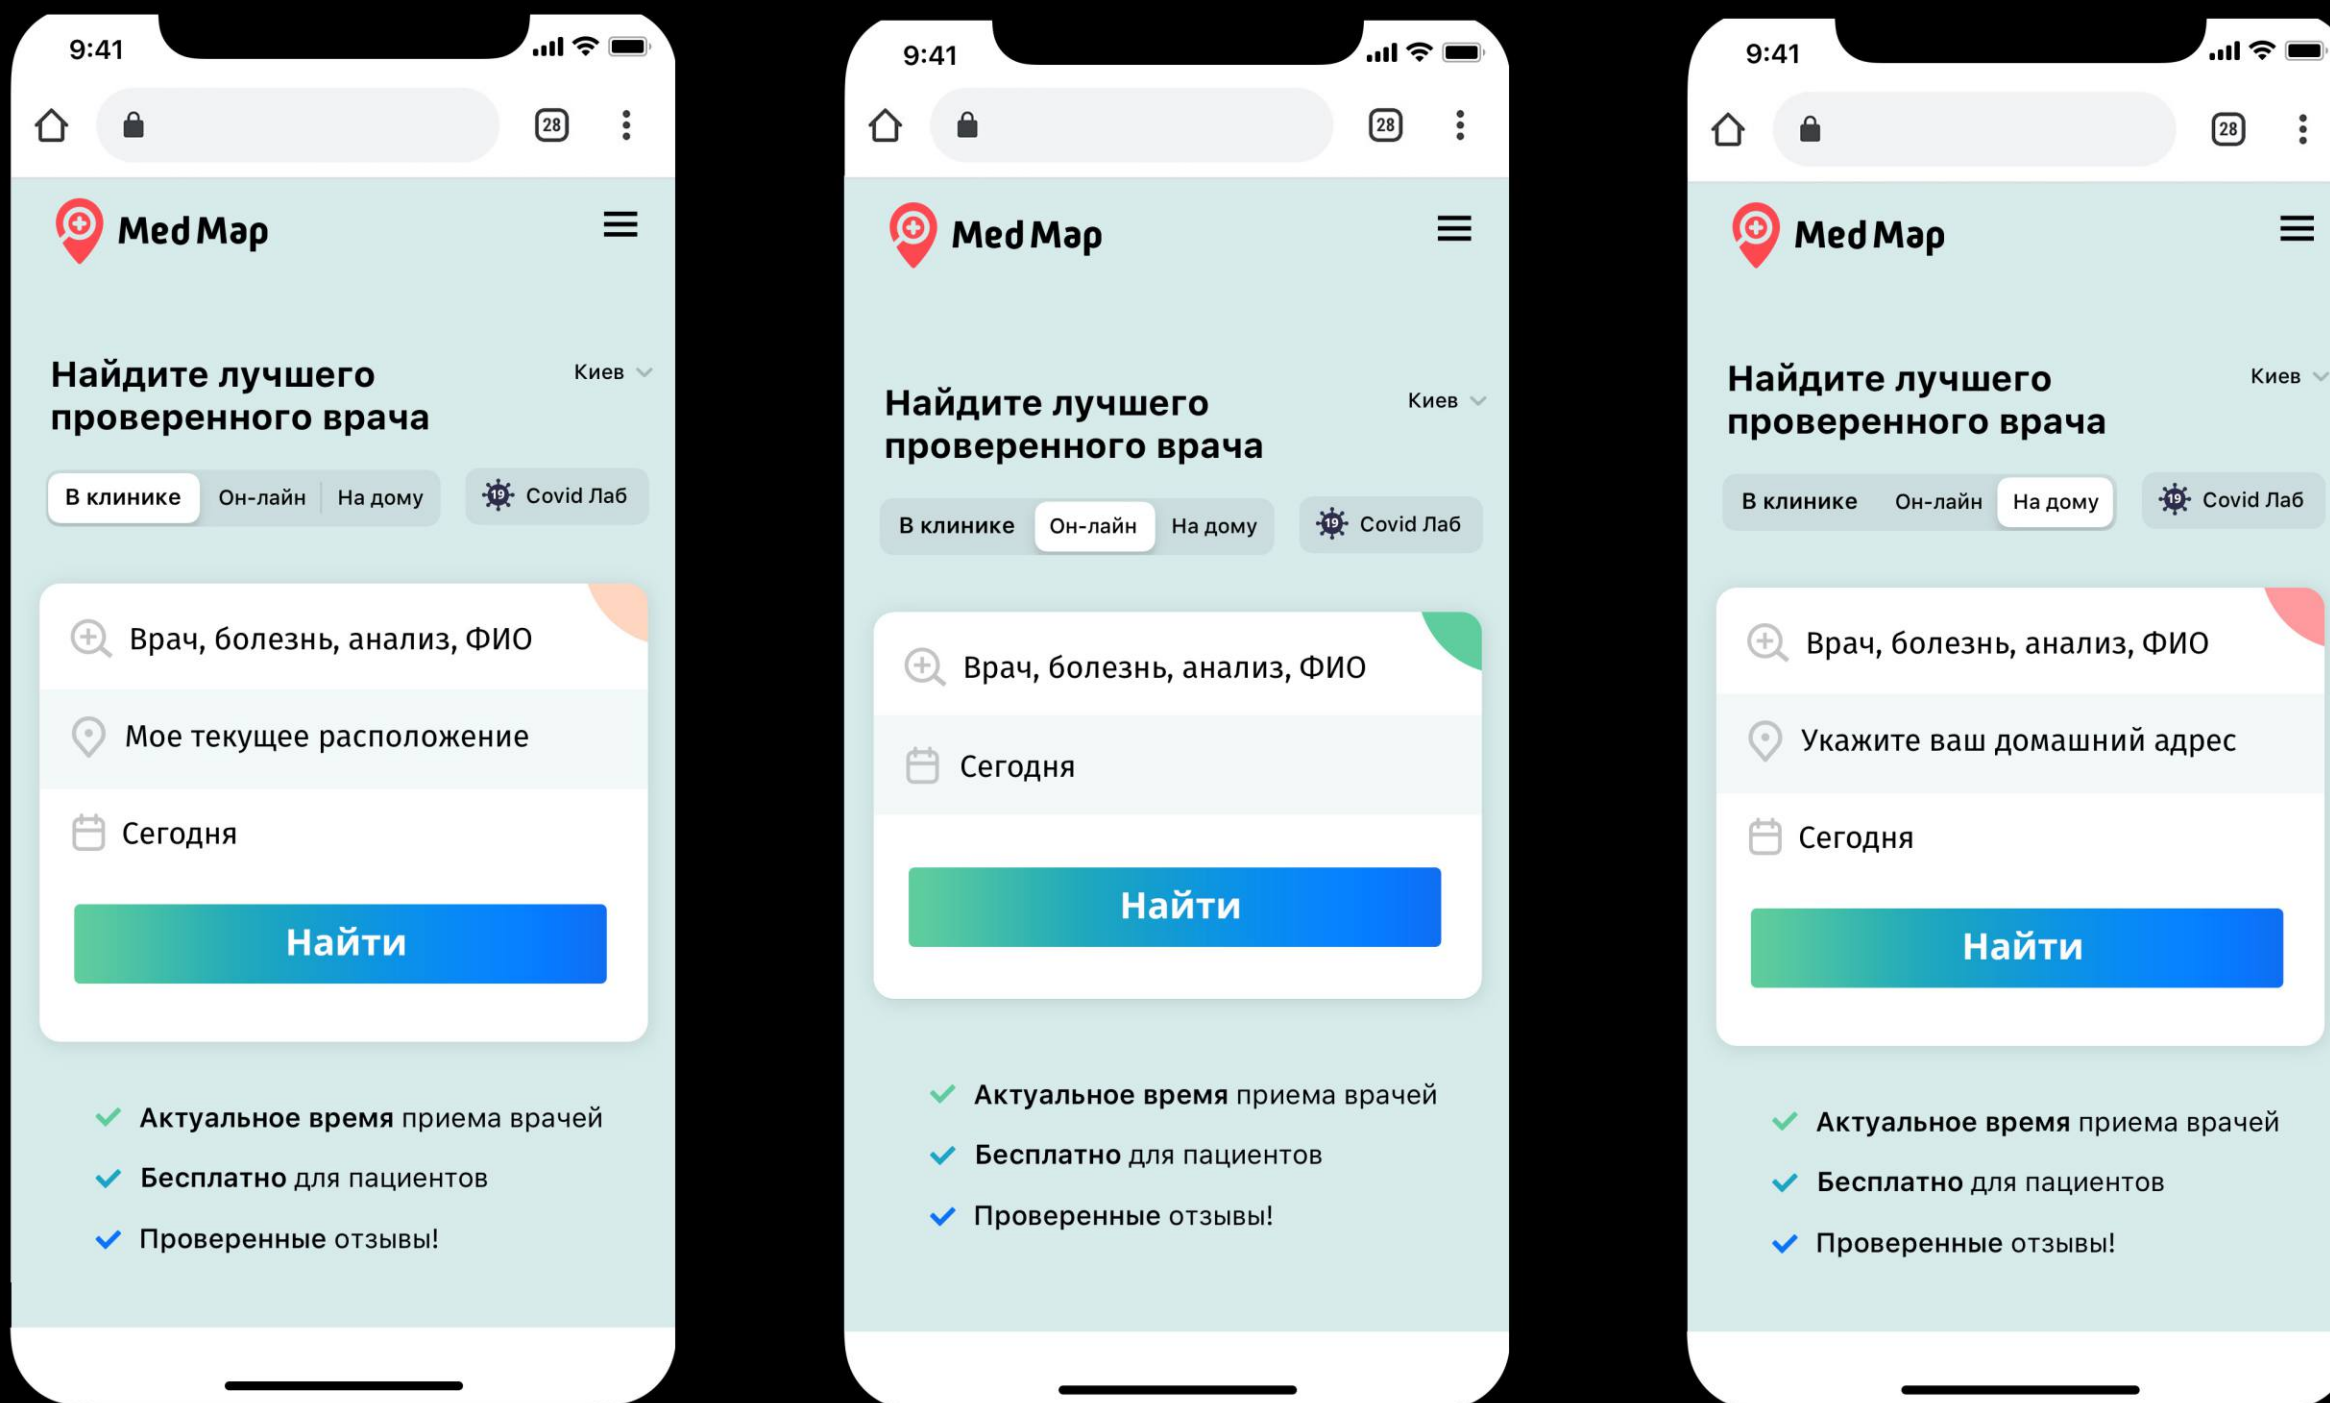 9:41
28
Med Map
Найдите лучшего
Киев
проверенного врача
В клинике Он-лайн На дому 19 Covid Лаб
Врач, болезнь, анализ, ФИО
Мое текущее расположение
Сегодня
Найти
Актуальное время приема врачей
Бесплатно для пациентов
Проверенные отзывы!
9:41
28
Med Map
Найдите лучшего
Киев
проверенного врача
В клинике Он-лайн На дому 19 Covid Лаб
Врач, болезнь, анализ, ФИО
Сегодня
Найти
Актуальное время приема врачей
Бесплатно для пациентов
Проверенные отзывы!
9:41
28
Med Map
Найдите лучшего
Киев
проверенного врача
В клинике Он-лайн На дому 19 Covid Лаб
Врач, болезнь, анализ, ФИО
Укажите ваш домашний адрес
Сегодня
Найти
Актуальное время приема врачей
Бесплатно для пациентов
Проверенные отзывы!